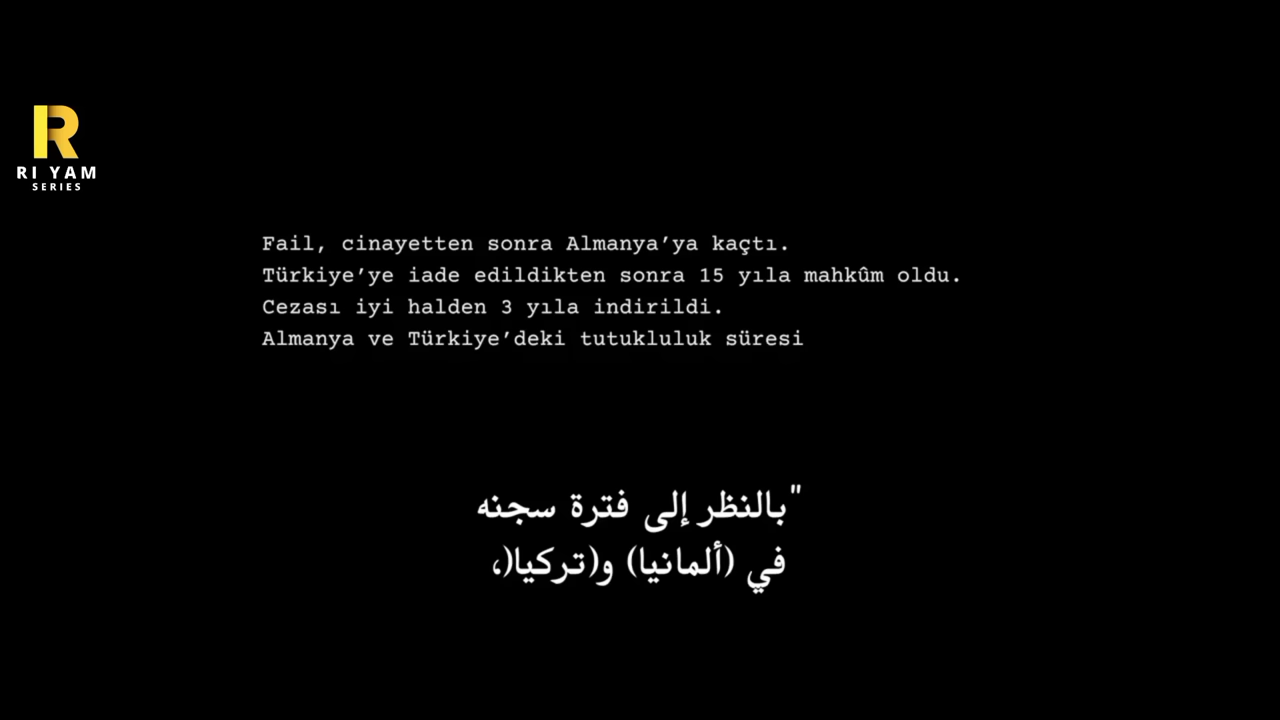 RI YAM
SERIES
Fail, cinayetten sonra Almanya’ya kaçtı.
Türkiye’ye iade edildikten sonra 15 yıla mahkûm oldu.
Cezası iyi halden 3 yıla indirildi.
Almanya ve Türkiye’deki tutukluluk süresi
"بالنظر إلى فترة سجنه
في (ألمانيا) و(تركيا(،